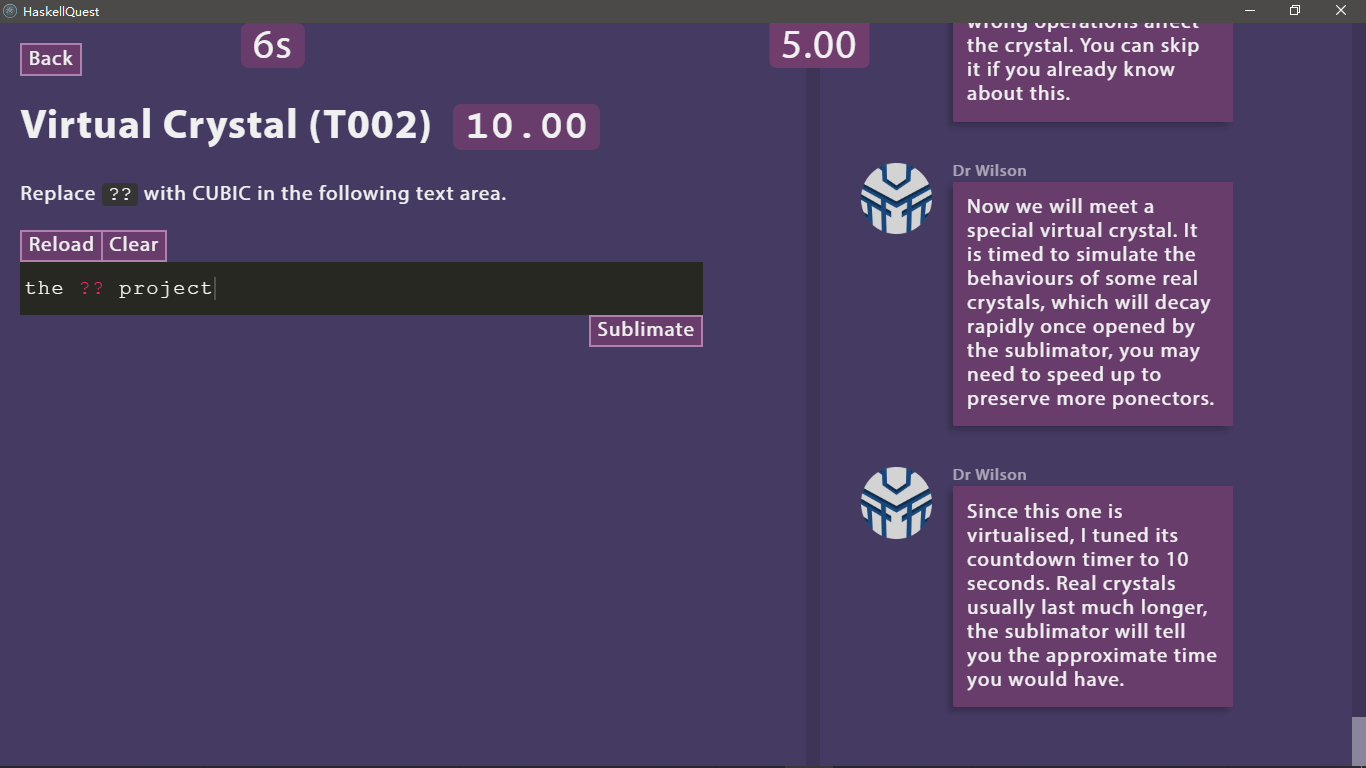 HaskellQuest
Back
6s
5.00
Virtual Crystal (T002)
10.00
Replace ?? with CUBIC in the following text area.
Reload
Clear
the ?? project
Sublimate
wrong operations affect
the crystal. You can skip
it if you already know
about this.
Dr Wilson
Now we will meet a
special virtual crystal. It
is timed to simulate the
behaviours of some real
crystals, which will decay
rapidly once opened by
the sublimator, you may
need to speed up to
preserve more ponectors.
Dr Wilson
Since this one is
virtualised, I tuned its
countdown timer to 10
seconds. Real crystals
usually last much longer,
the sublimator will tell
you the approximate time
you would have.